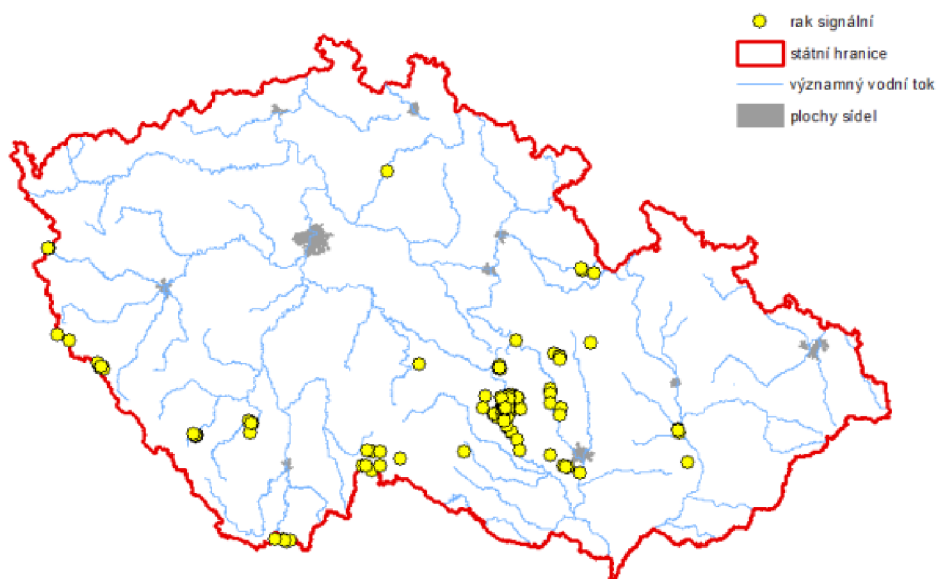 rak signální
státní hranice
významný vodní tok
plochy sídel